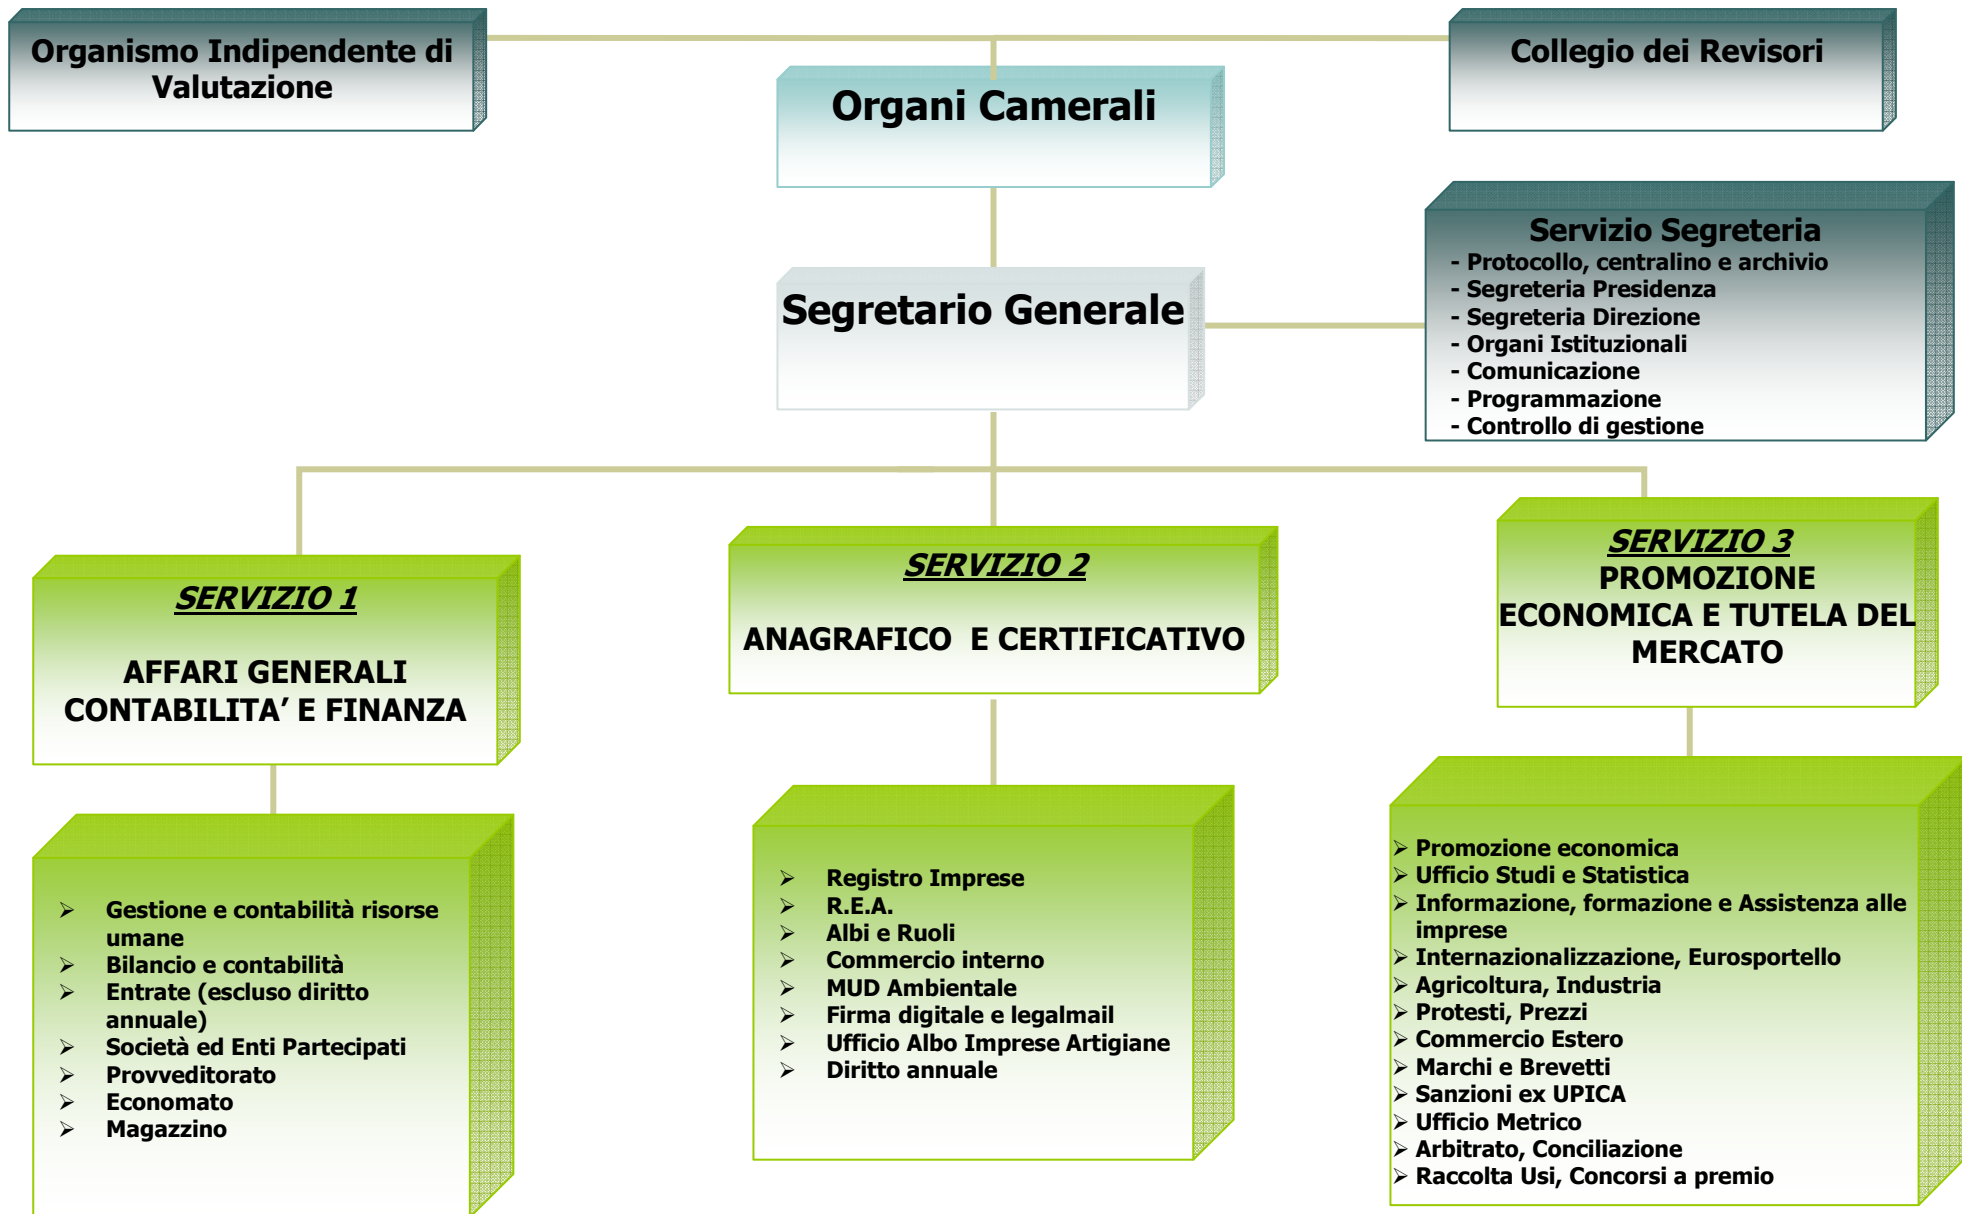 Organismo Indipendente di
Valutazione
Collegio dei Revisori
Organi Camerali
Servizio Segreteria
- Protocollo, centralino e archivio
- Segreteria Presidenza
- Segreteria Direzione
- Organi Istituzionali
- Comunicazione
- Programmazione
- Controllo di gestione
Segretario Generale
SERVIZIO 1
AFFARI GENERALI
CONTABILITA’ E FINANZA
SERVIZIO 2
ANAGRAFICO E CERTIFICATIVO
SERVIZIO 3
PROMOZIONE
ECONOMICA E TUTELA DEL
MERCATO
➢ Gestione e contabilità risorse
umane
➢ Bilancio e contabilità
➢ Entrate (escluso diritto
annuale)
➢ Società ed Enti Partecipati
➢ Provveditorato
➢ Economato
➢ Magazzino
➢ Registro Imprese
➢ R.E.A.
➢ Albi e Ruoli
➢ Commercio interno
➢ MUD Ambientale
➢ Firma digitale e legalmail
➢ Ufficio Albo Imprese Artigiane
➢ Diritto annuale
➢ Promozione economica
➢ Ufficio Studi e Statistica
➢ Informazione, formazione e Assistenza alle
imprese
➢ Internazionalizzazione, Eurosportello
➢ Agricoltura, Industria
➢ Protesti, Prezzi
➢ Commercio Estero
➢ Marchi e Brevetti
➢ Sanzioni ex UPICA
➢ Ufficio Metrico
➢ Arbitrato, Conciliazione
➢ Raccolta Usi, Concorsi a premio